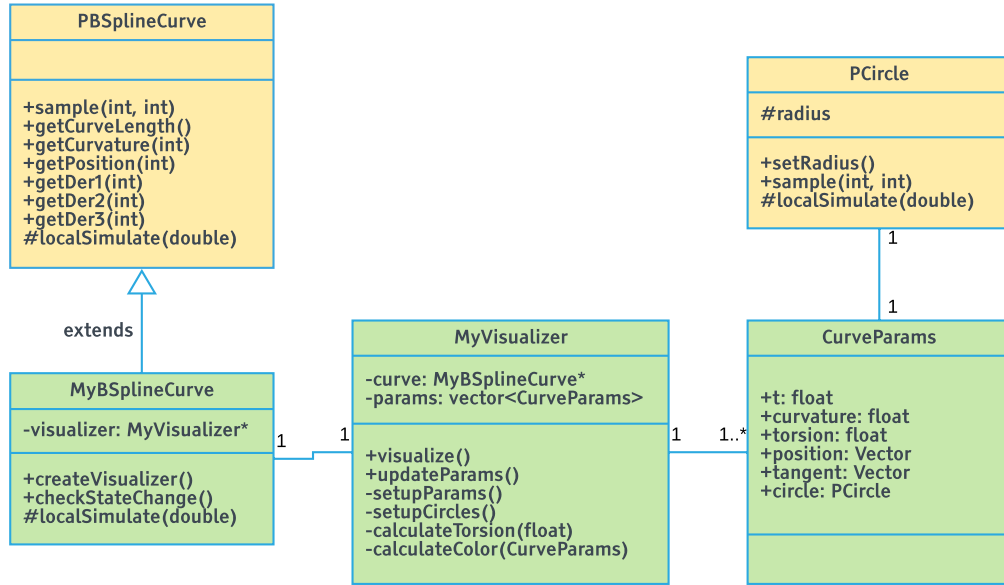 PBSplineCurve
+sample(int, int)
+getCurveLength()
+getCurvature(int)
+getPosition(int)
+getDer1(int)
+getDer2(int)
+getDer3(int)
#localSimulate(double)
PCircle
#radius
+setRadius()
+sample(int, int)
#localSimulate(double)
1
1
extends
MyBSplineCurve
-visualizer: MyVisualizer*
+createVisualizer()
+checkStateChange()
#localSimulate(double)
1
1
MyVisualizer
-curve: MyBSplineCurve*
-params: vector<CurveParams>
+visualize()
+updateParams()
-setupParams()
-setupCircles()
-calculateTorsion(float)
-calculateColor(CurveParams)
1
1..*
CurveParams
+t: float
+curvature: float
+torsion: float
+position: Vector
+tangent: Vector
+circle: PCircle